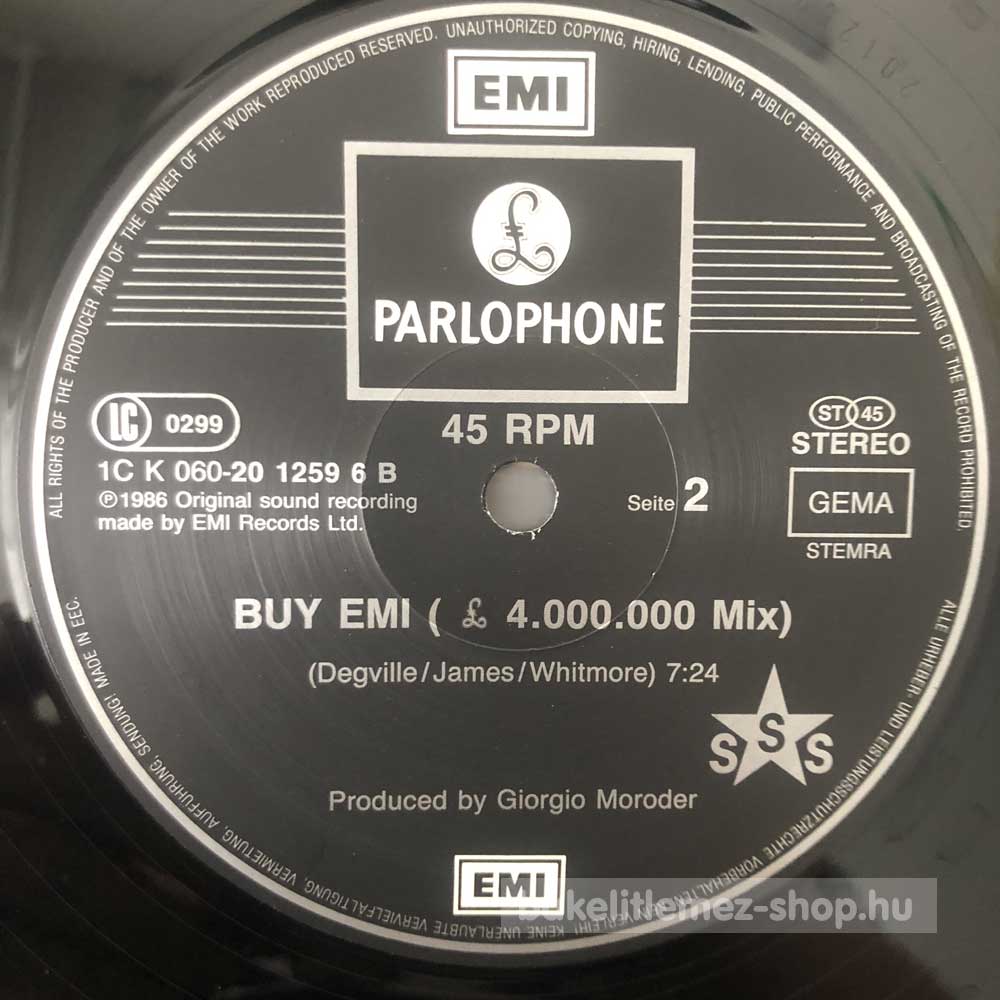 ALL RIGHTS OF THE PRODUCER AND OF THE OWNER OF THE WORK REPRODUCED RESERVED. UNAUTHORIZED COPYING, HIRING, LENDING, PUBLIC PERFORMANCE AND BROADCASTING OF THE RECORD PROHIBITED.
EMI
£
PARLOPHONE
45 RPM
LC 0299
1C K 060-20 1259 6 B
℗1986 Original sound recording
made by EMI Records Ltd.
ST 45
STEREO
Seite 2
GEMA
STEMRA
BUY EMI ( £ 4.000.000 Mix)
(Degville/James/Whitmore) 7:24
S S S
Produced by Giorgio Moroder
EMI
bakelitlemez-shop.hu
ALLE URHEBER- UND LEISTUNGSSCHUTZRECHTE VORBEHALTEN. KEIN VERLEIH! KEINE UNERLAUBTE VERVIELFÄLTIGUNG, VERMIETUNG, AUFFÜHRUNG, SENDUNG! MADE IN EEC.